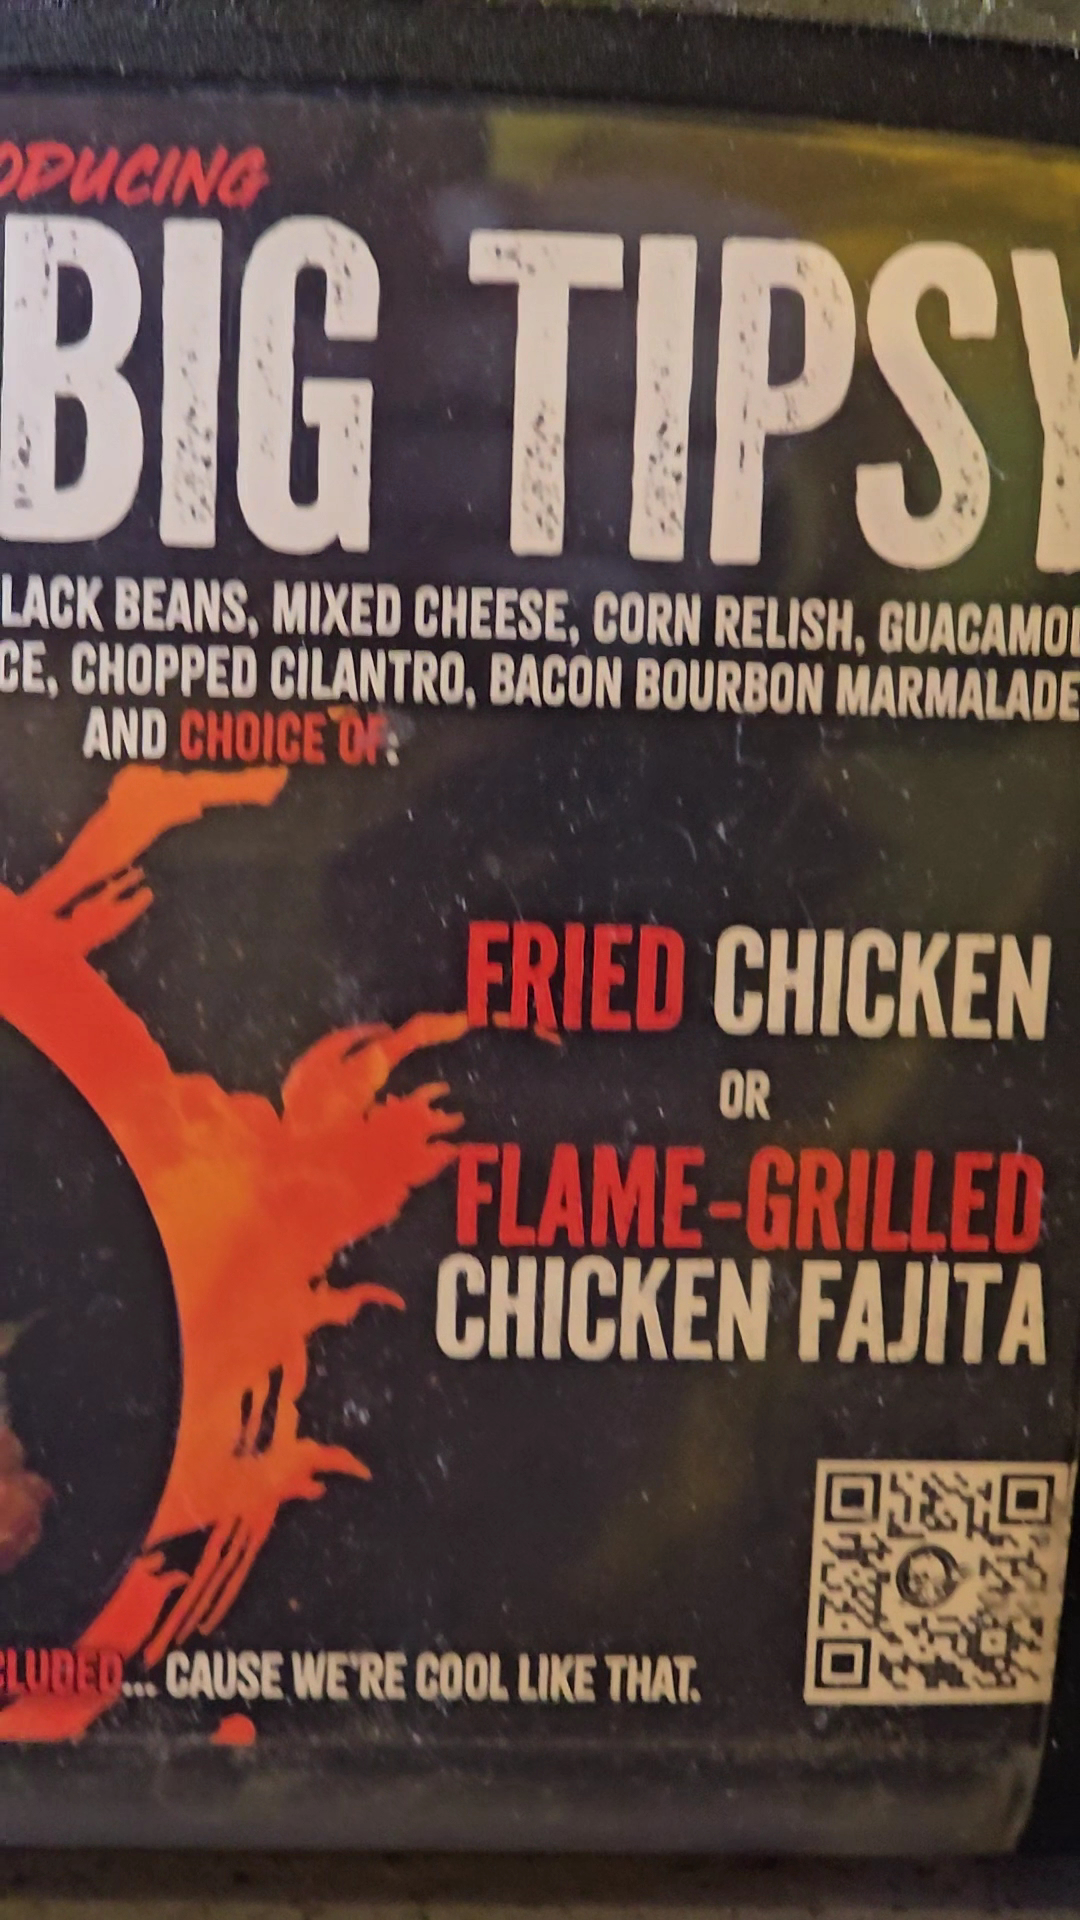 ODUCING
BIG TIPSY
LACK BEANS, MIXED CHEESE, CORN RELISH, GUACAMOL
CE, CHOPPED CILANTRO, BACON BOURBON MARMALADE
AND CHOICE OF:
FRIED CHICKEN
OR
FLAME-GRILLED
CHICKEN FAJITA
CLUDED... CAUSE WE'RE COOL LIKE THAT.